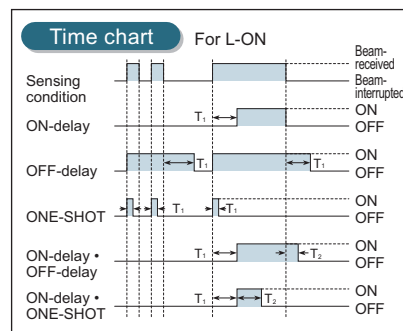 Time chart For L-ON
Sensing condition
Beam-received
Beam-interrupted
ON-delay T₁ ON OFF
OFF-delay T₁ T₁ ON OFF
ONE-SHOT T₁ T₁ ON OFF
ON-delay • OFF-delay T₁ T₂ ON OFF
ON-delay • ONE-SHOT T₁ T₂ ON OFF